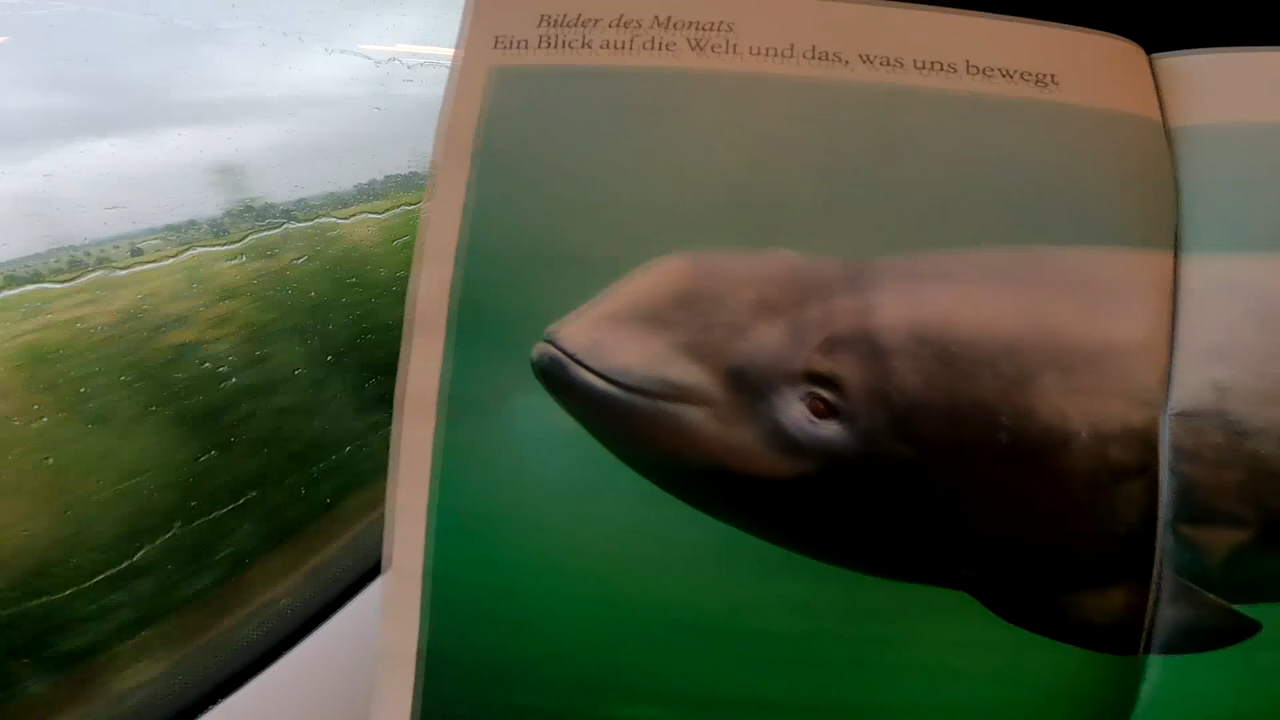 Bilder des Monats
Ein Blick auf die Welt und das, was uns bewegt